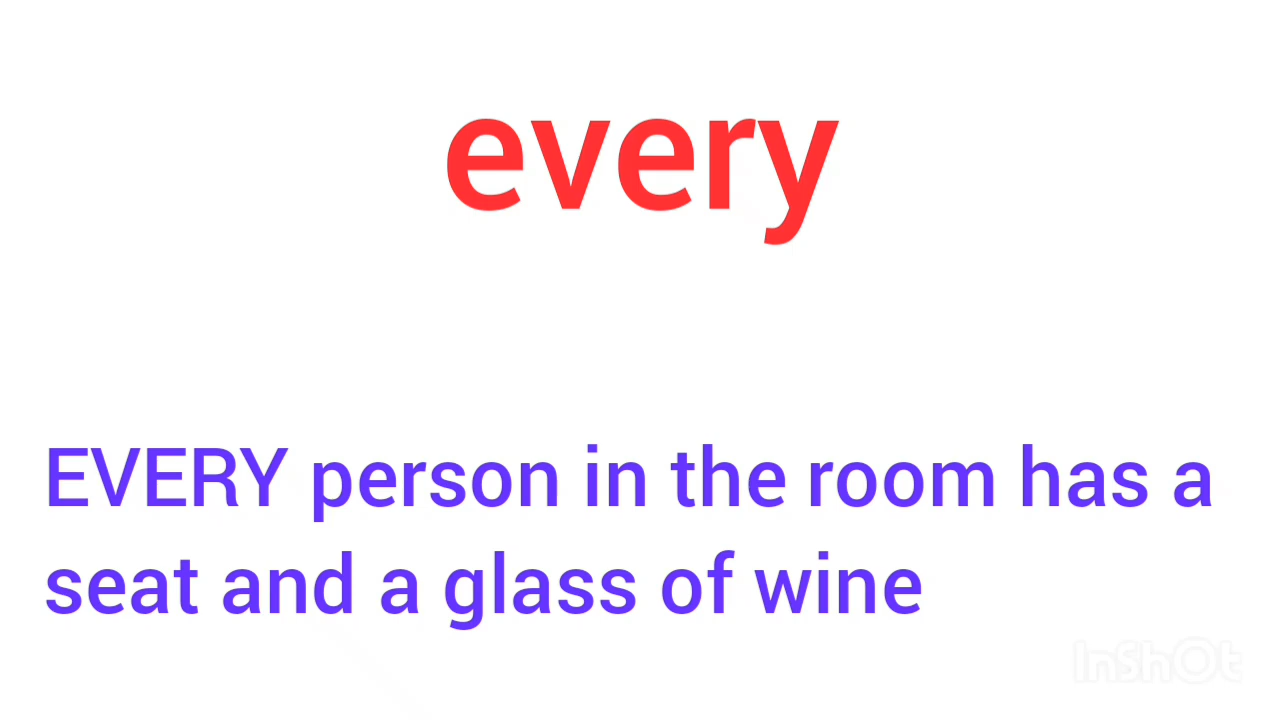 every
EVERY person in the room has a
seat and a glass of wine
InShOt